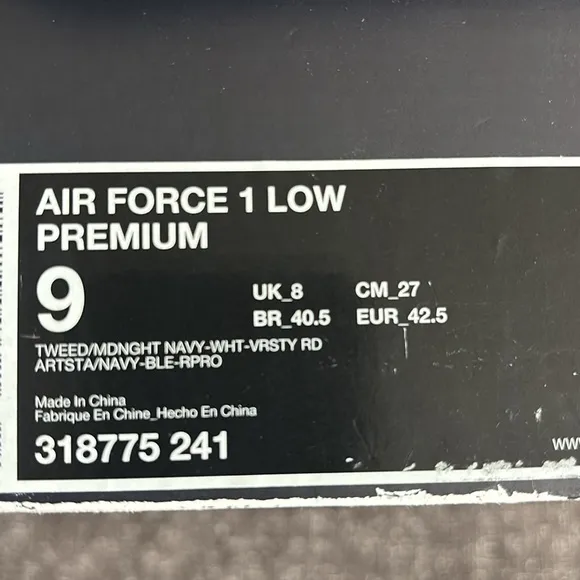 AIR FORCE 1 LOW
PREMIUM
9
UK_8 CM_27
BR_40.5 EUR_42.5
TWEED/MDNGHT NAVY-WHT-VRSTY RD
ARTSTA/NAVY-BLE-RPRO
Made In China
Fabrique En Chine_Hecho En China
318775 241